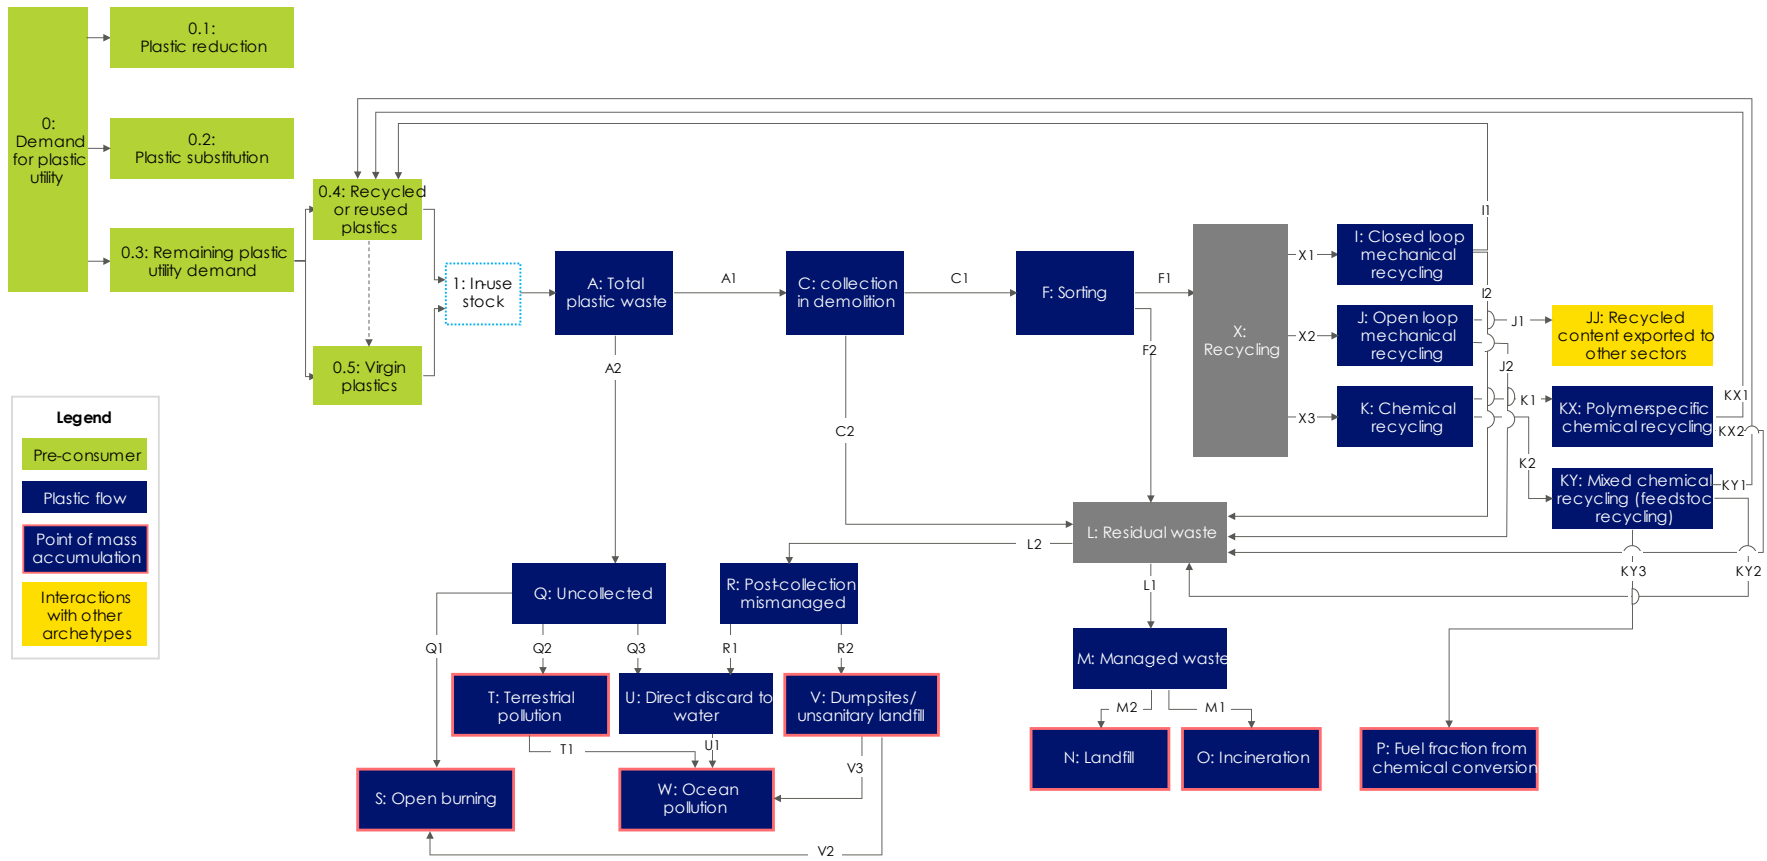 0:
Demand
for plastic
utility
0.1:
Plastic reduction
0.2:
Plastic substitution
0.3: Remaining plastic
utility demand
0.4: Recycled
or reused
plastics
0.5: Virgin
plastics
1: In-use
stock
A: Total
plastic waste
A1
A2
C: collection
in demolition
C1
C2
F: Sorting
F1
F2
X:
Recycling
X1
X2
X3
I: Closed loop
mechanical
recycling
I1
I2
J: Open loop
mechanical
recycling
J1
J2
JJ: Recycled
content exported to
other sectors
K: Chemical
recycling
K1
K2
KX: Polymer-specific
chemical recycling
KX1
KX2
KY: Mixed chemical
recycling (feedstoc
recycling)
KY1
KY2
KY3
L: Residual waste
L1
L2
Legend
Pre-consumer
Plastic flow
Point of mass
accumulation
Interactions
with other
archetypes
Q: Uncollected
Q1
Q2
Q3
R: Post-collection
mismanaged
R1
R2
M: Managed waste
M2
M1
T: Terrestrial
pollution
T1
U: Direct discard to
water
U1
V: Dumpsites/
unsanitary landfill
V3
V2
S: Open burning
W: Ocean
pollution
N: Landfill
O: Incineration
P: Fuel fraction from
chemical conversion